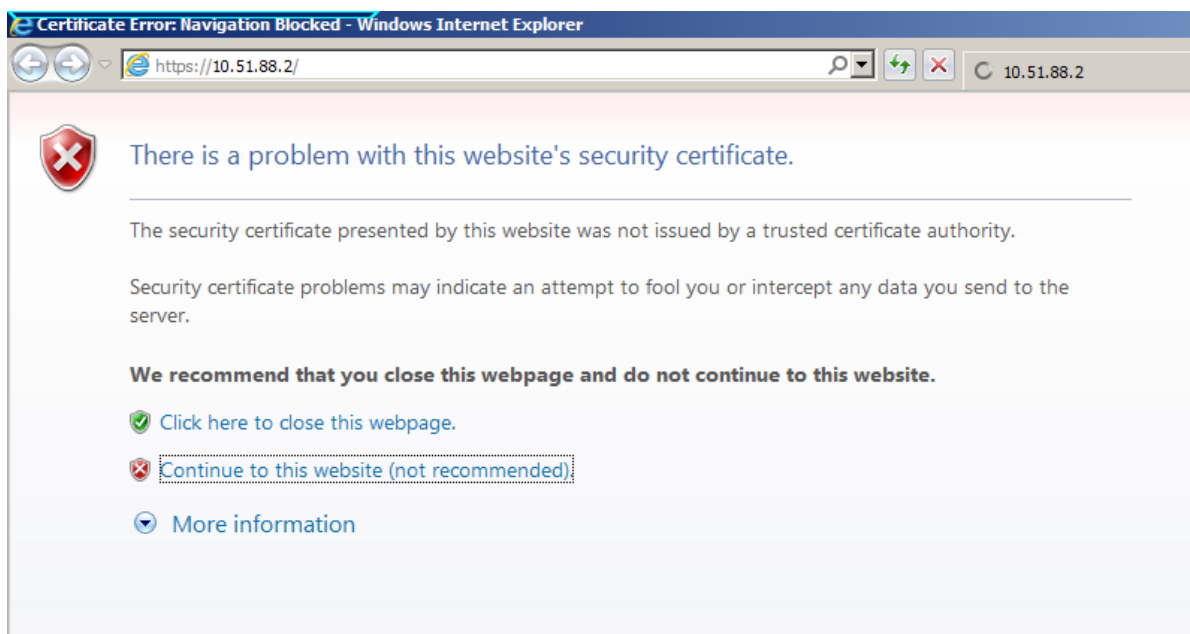 Certificate Error: Navigation Blocked - Windows Internet Explorer
https://10.51.88.2/
10.51.88.2
There is a problem with this website's security certificate.
The security certificate presented by this website was not issued by a trusted certificate authority.
Security certificate problems may indicate an attempt to fool you or intercept any data you send to the
server.
We recommend that you close this webpage and do not continue to this website.
Click here to close this webpage.
Continue to this website (not recommended).
More information